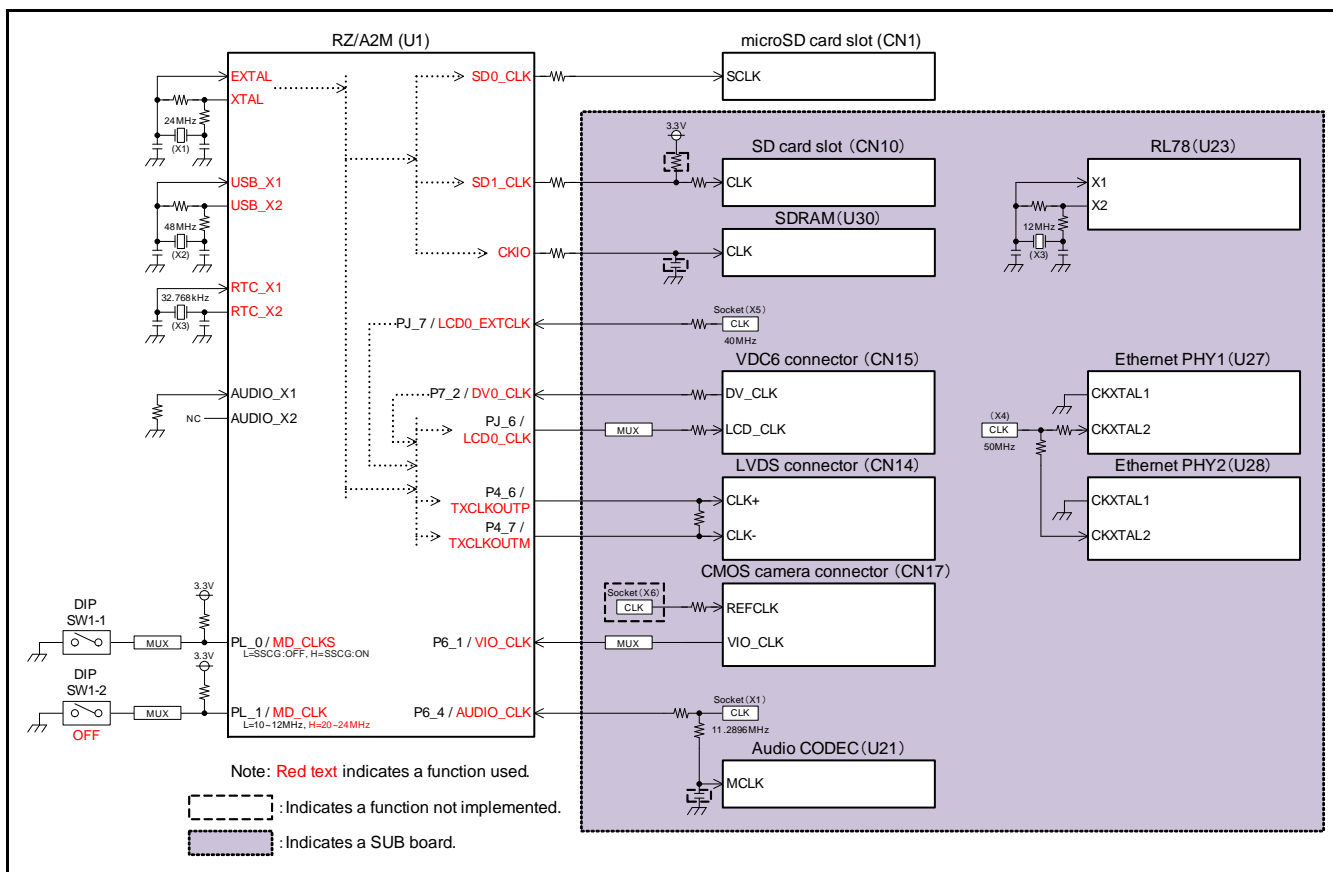 RZ/A2M (U1)
microSD card slot (CN1)
EXTAL
XTAL
24MHz
(X1)
SD0_CLK
SCLK
3.3V
SD card slot (CN10)
RL78(U23)
USB_X1
USB_X2
48MHz
(X2)
SD1_CLK
CLK
X1
X2
12MHz
(X3)
SDRAM(U30)
CKIO
CLK
RTC_X1
32.768kHz
RTC_X2
(X3)
PJ_7 / LCD0_EXTCLK
Socket(X5)
CLK
40MHz
VDC6 connector (CN15)
Ethernet PHY1(U27)
AUDIO_X1
NC
AUDIO_X2
P7_2 / DV0_CLK
DV_CLK
CKXTAL1
PJ_6 /
LCD0_CLK
MUX
LCD_CLK
(X4)
CLK
50MHz
CKXTAL2
LVDS connector (CN14)
Ethernet PHY2(U28)
P4_6 /
TXCLKOUTP
CLK+
CKXTAL1
P4_7 /
TXCLKOUTM
CLK-
CKXTAL2
CMOS camera connector (CN17)
3.3V
Socket(X6)
CLK
REFCLK
DIP
SW1-1
MUX
PL_0 / MD_CLKS
L=SSCG:OFF, H=SSCG:ON
P6_1 / VIO_CLK
MUX
VIO_CLK
3.3V
DIP
SW1-2
OFF
MUX
PL_1 / MD_CLK
L=10~12MHz, H=20~24MHz
P6_4 / AUDIO_CLK
Socket(X1)
CLK
11.2896MHz
Audio CODEC(U21)
MCLK
Note: Red text indicates a function used.
: Indicates a function not implemented.
: Indicates a SUB board.